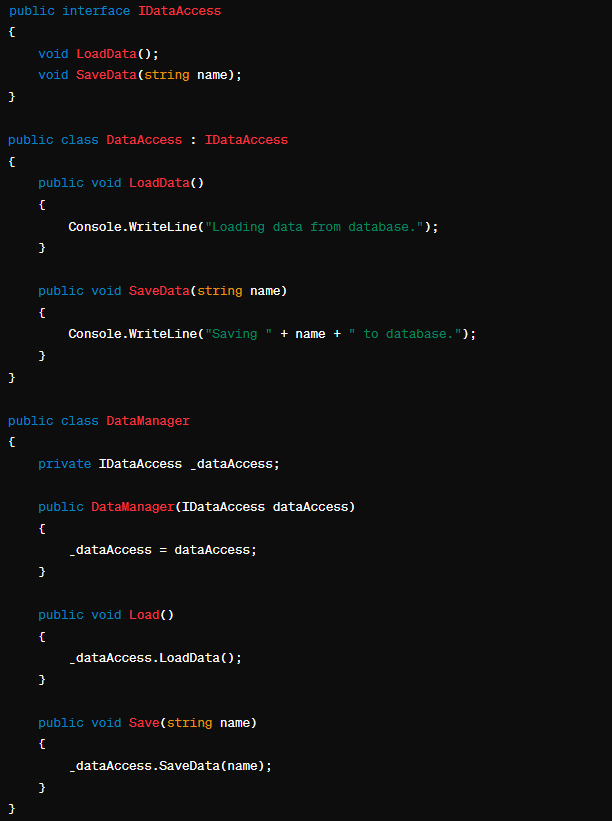 public interface IDataAccess
{
    void LoadData();
    void SaveData(string name);
}

public class DataAccess : IDataAccess
{
    public void LoadData()
    {
        Console.WriteLine("Loading data from database.");
    }

    public void SaveData(string name)
    {
        Console.WriteLine("Saving " + name + " to database.");
    }
}

public class DataManager
{
    private IDataAccess _dataAccess;

    public DataManager(IDataAccess dataAccess)
    {
        _dataAccess = dataAccess;
    }

    public void Load()
    {
        _dataAccess.LoadData();
    }

    public void Save(string name)
    {
        _dataAccess.SaveData(name);
    }
}